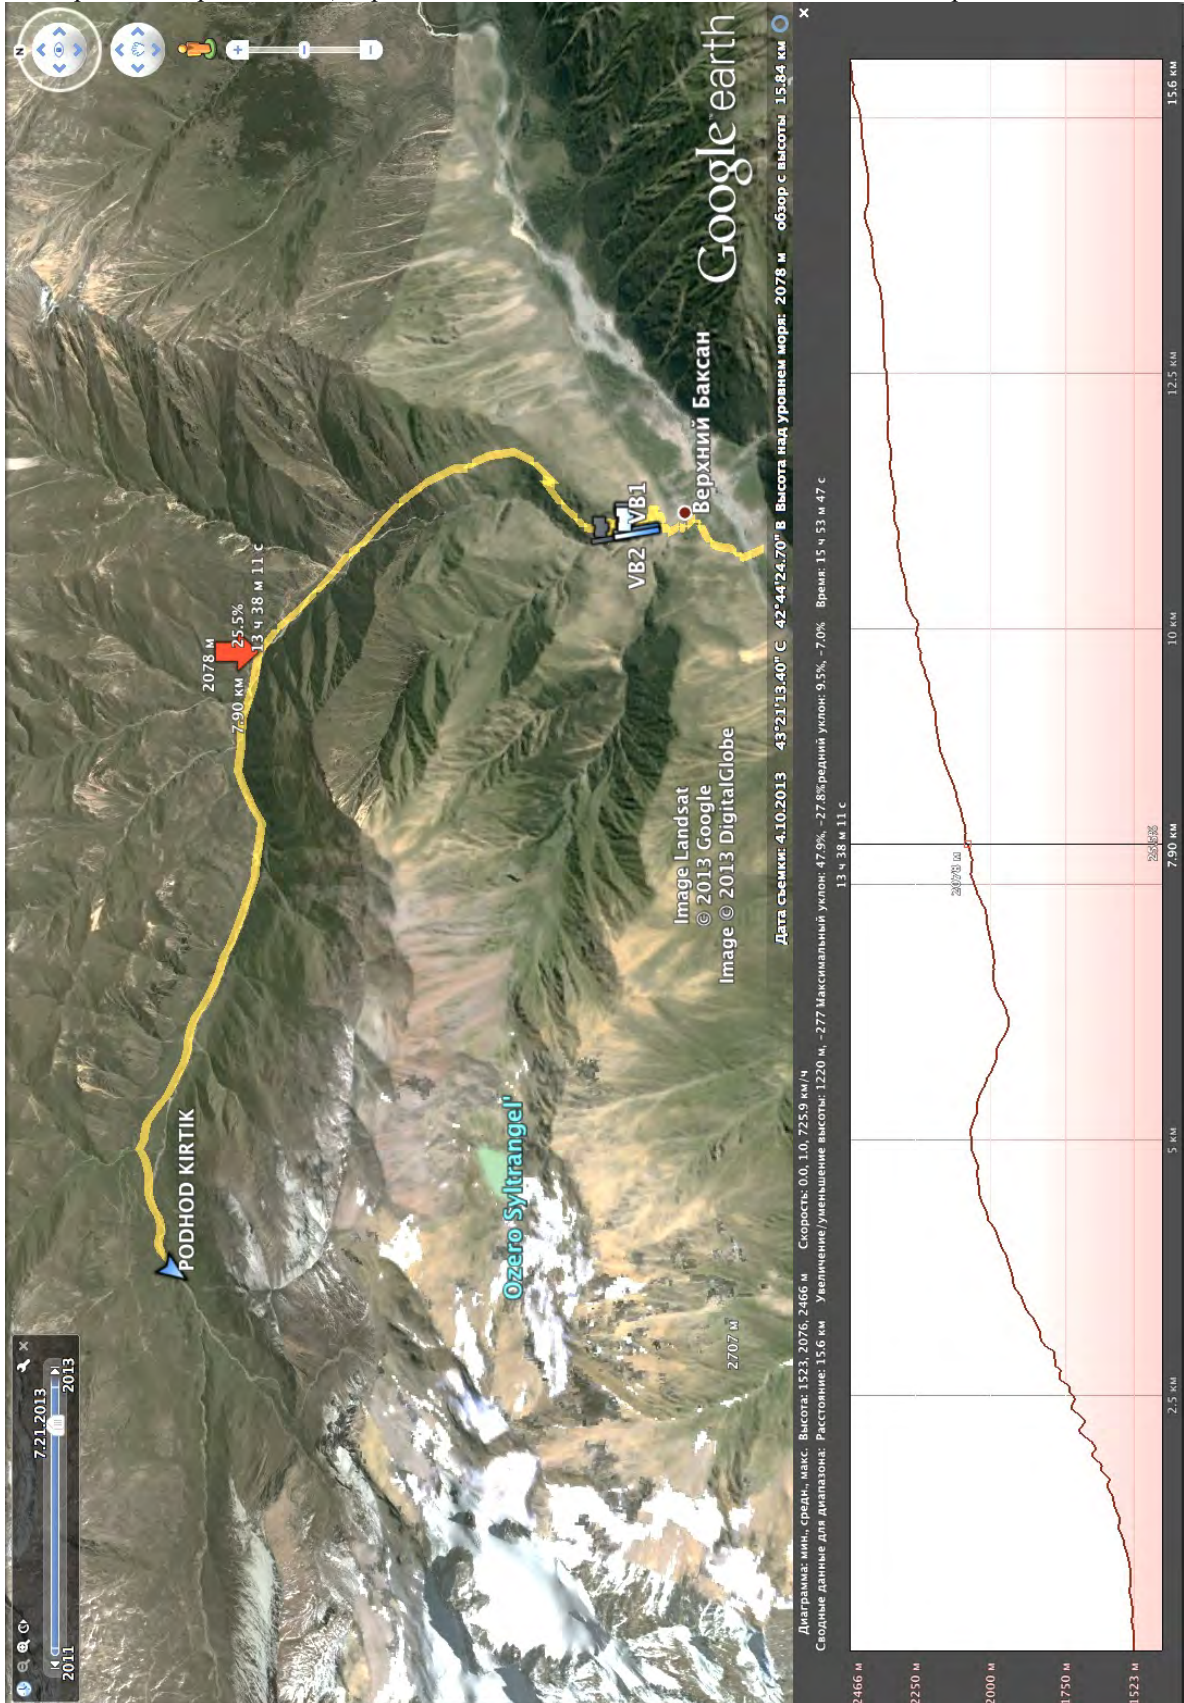 2011
2013
7.21.2013
N
PODHOD KIRTIK
2078 м
7.90 км
25.5%
13 ч 38 м 11 с
Ozero Syltrangel'
2707 м
VB2
VB1
Верхний Баксан
Image Landsat
© 2013 Google
Image © 2013 DigitalGlobe
Google earth
Дата съемки: 4.10.2013 43°21'13.40" С 42°44'24.70" В Высота над уровнем моря: 2078 м обзор с высоты 15.84 км
Диаграмма: мин., средн., макс. Высота: 1523, 2076, 2466 м Скорость: 0.0, 1.0, 725.9 км/ч
Сводные данные для диапазона: Расстояние: 15.6 км Увеличение/уменьшение высоты: 1220 м, -277 Максимальный уклон: 47.9%, -27.8%редний уклон: 9.5%, -7.0% Время: 15 ч 53 м 47 с
13 ч 38 м 11 с
2466 м
2250 м
2000 м
1750 м
1523 м
2078 м
25.5%
2.5 км
5 км
7.90 км
10 км
12.5 км
15.6 км